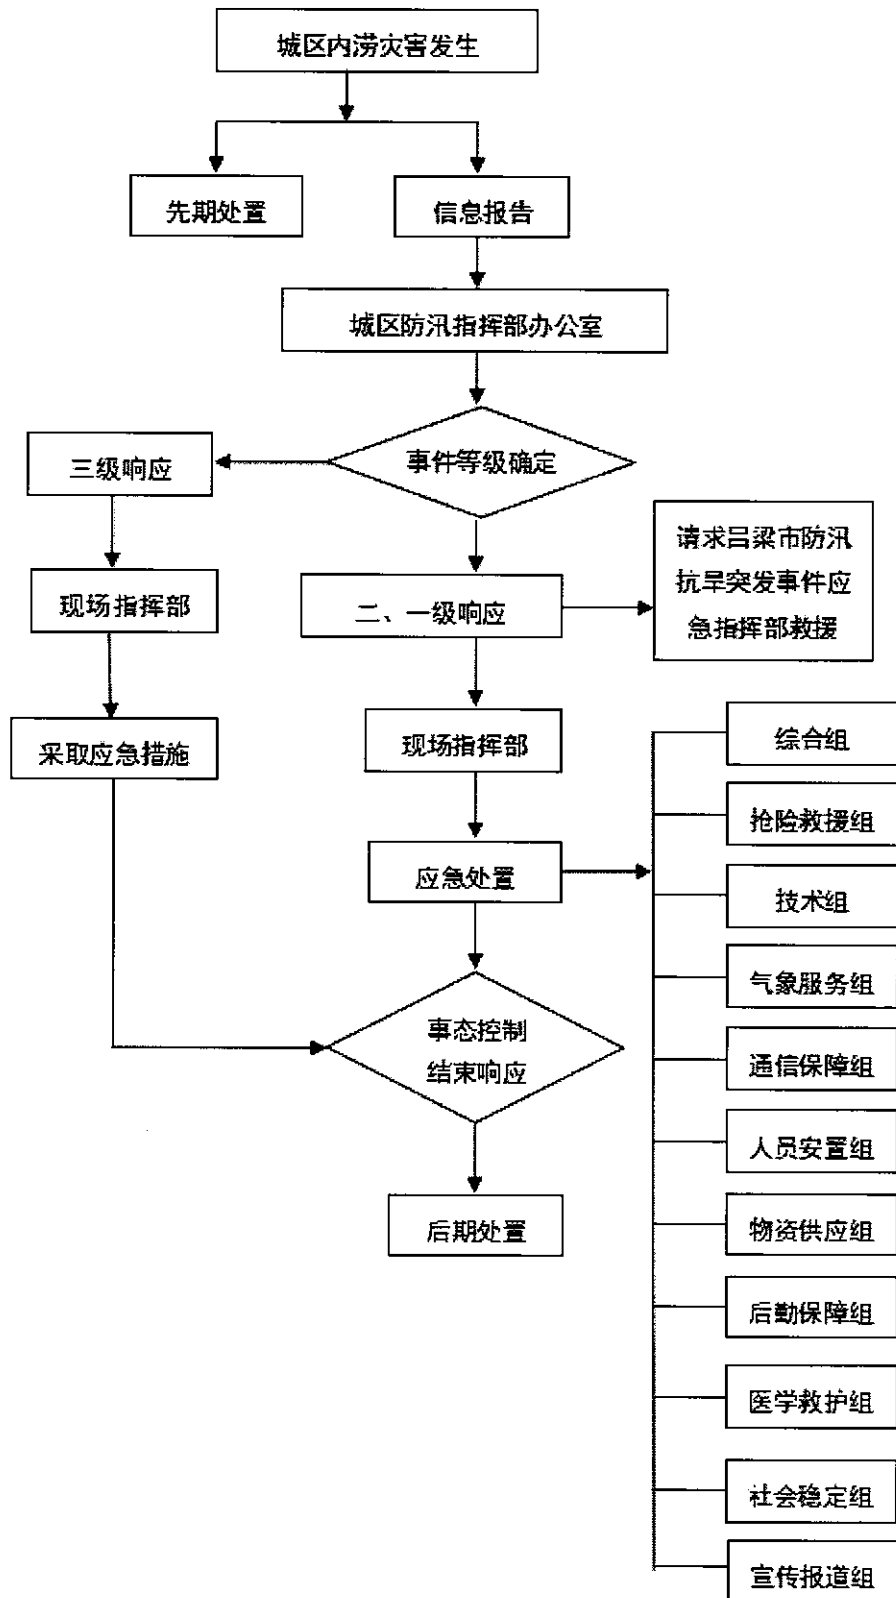 城区内涝灾害发生
先期处置
信息报告
城区防汛指挥部办公室
事件等级确定
三级响应
请求吕梁市防汛
抗旱突发事件应
急指挥部救援
现场指挥部
二、一级响应
采取应急措施
现场指挥部
综合组
抢险救援组
应急处置
技术组
气象服务组
事态控制
结束响应
通信保障组
人员安置组
后期处置
物资供应组
后勤保障组
医学救护组
社会稳定组
宣传报道组